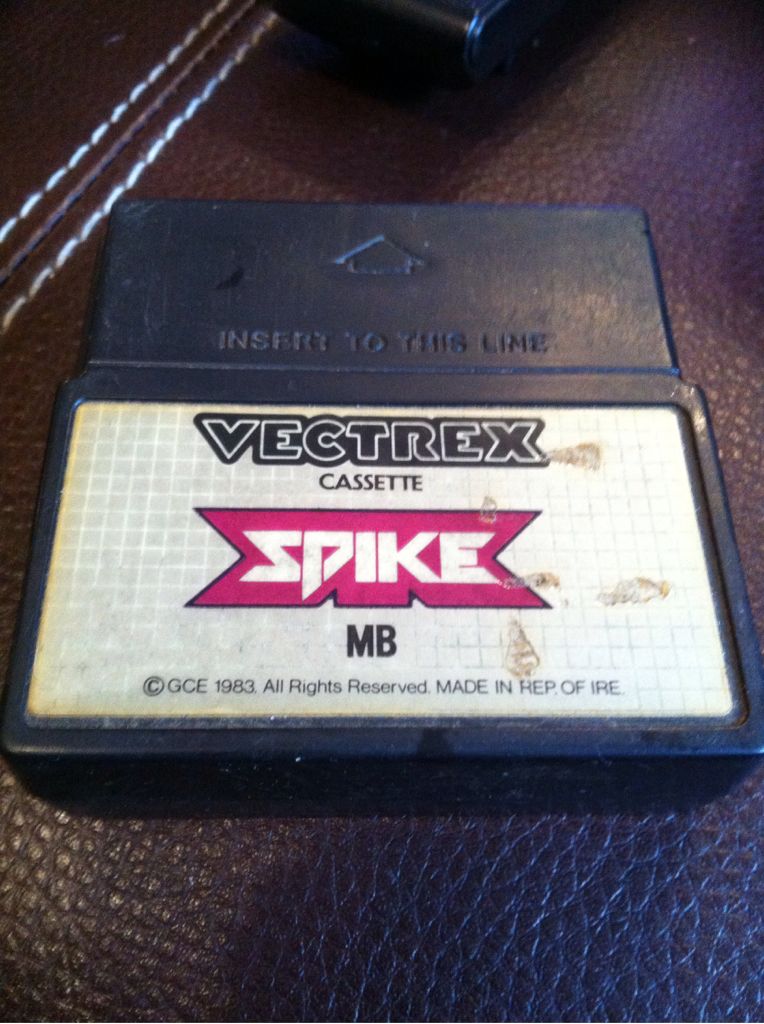 INSERT TO THIS LINE
VECTREX
CASSETTE
SPIKE
MB
© GCE 1983. All Rights Reserved. MADE IN REP. OF IRE.